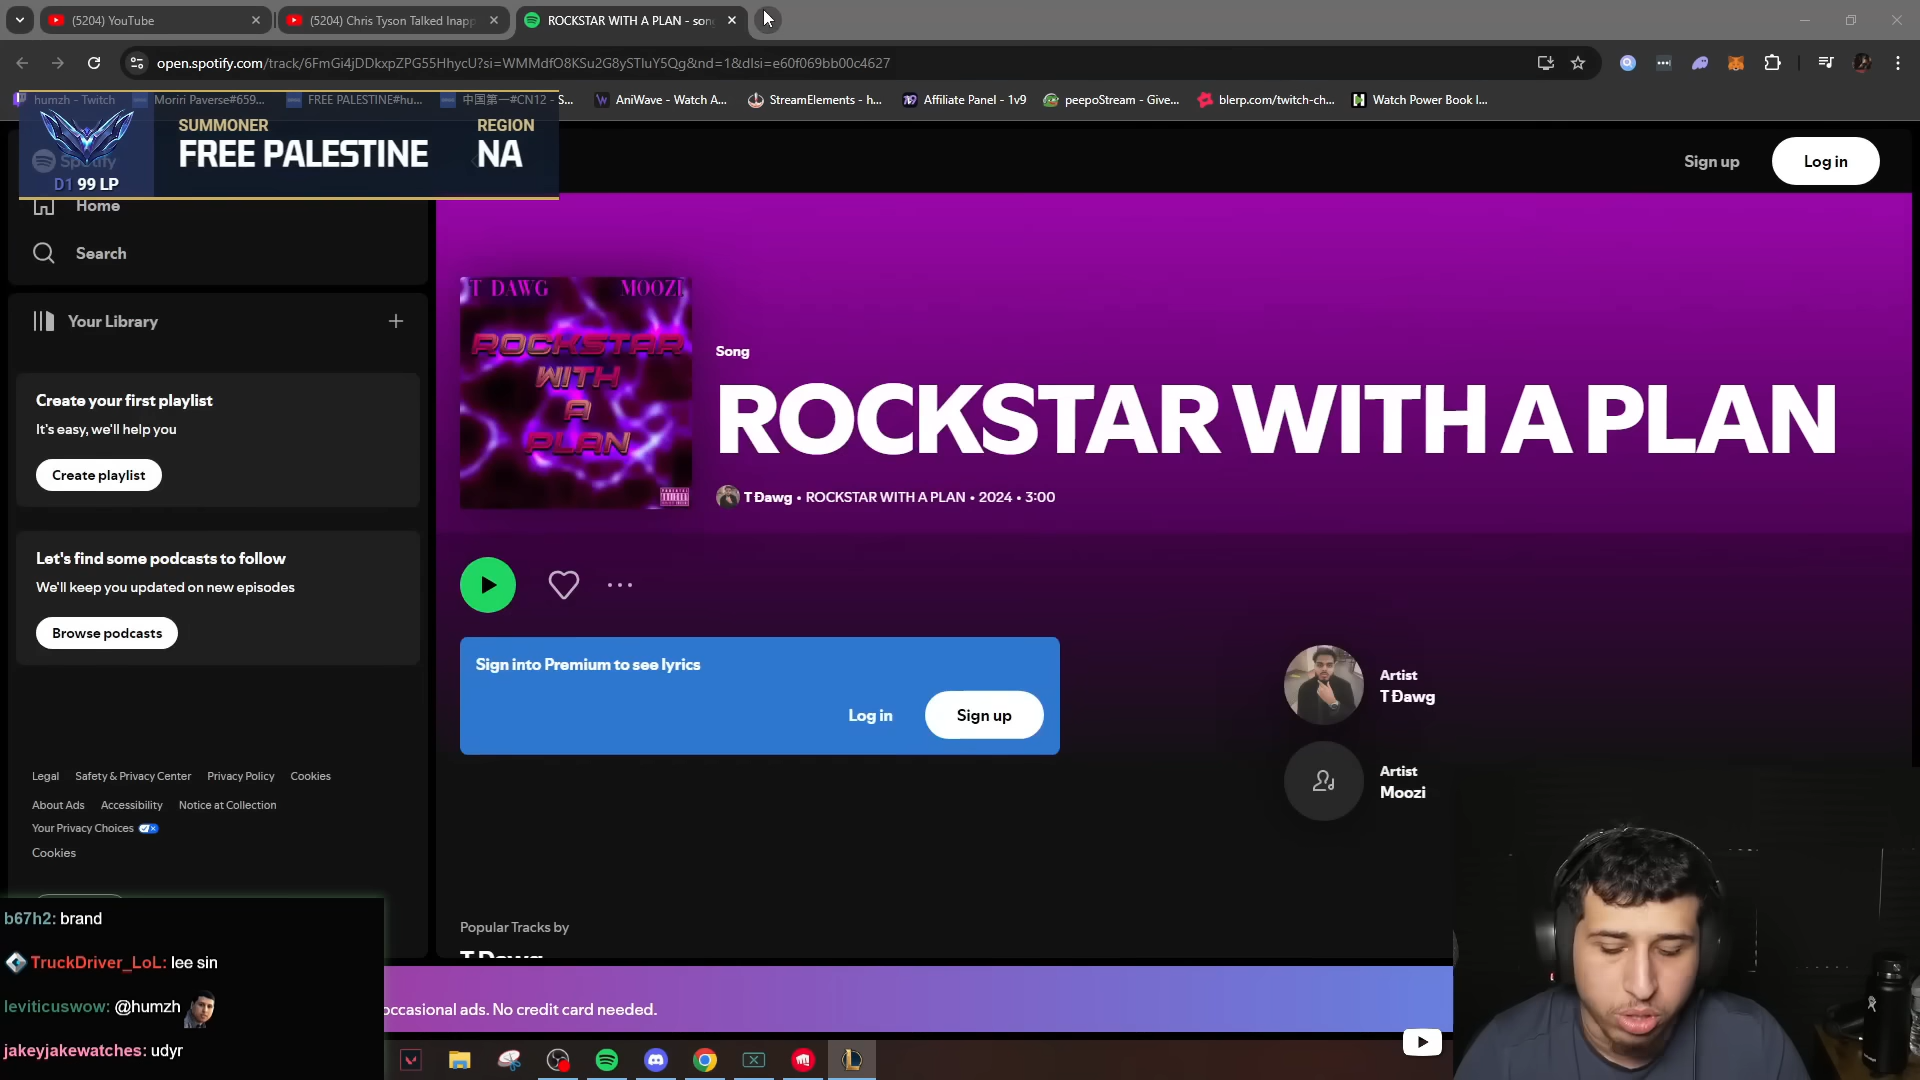 (5204) YouTube
(5204) Chris Tyson Talked Inapp
ROCKSTAR WITH A PLAN - son
open.spotify.com/track/6FmGi4jDDkxpZPG55HhycU?si=WMMdfO8KSu2G8ySTluY5Qg&nd=1&dlsi=e60f069bb00c4627
humzh - Twitch
Moriri Paverse#659...
FREE PALESTINE#hu...
中国第一#CN12 - S...
AniWave - Watch A...
StreamElements - h...
Affiliate Panel - 1v9
peepoStream - Give...
blerp.com/twitch-ch...
Watch Power Book I...
SUMMONER
REGION
FREE PALESTINE
NA
Spotify
D1 99 LP
Sign up
Log in
Home
Search
Your Library
Create your first playlist
It's easy, we'll help you
Create playlist
Let's find some podcasts to follow
We'll keep you updated on new episodes
Browse podcasts
Legal
Safety & Privacy Center
Privacy Policy
Cookies
About Ads
Accessibility
Notice at Collection
Your Privacy Choices
Cookies
T DAWG
MOOZI
ROCKSTAR
WITH
A
PLAN
Song
ROCKSTAR WITH A PLAN
T Đawg • ROCKSTAR WITH A PLAN • 2024 • 3:00
Sign into Premium to see lyrics
Log in
Sign up
Artist
T Đawg
Artist
Moozi
Popular Tracks by
T Đawg
occasional ads. No credit card needed.
b67h2: brand
TruckDriver_LoL: lee sin
leviticuswow: @humzh
jakeyjakewatches: udyr